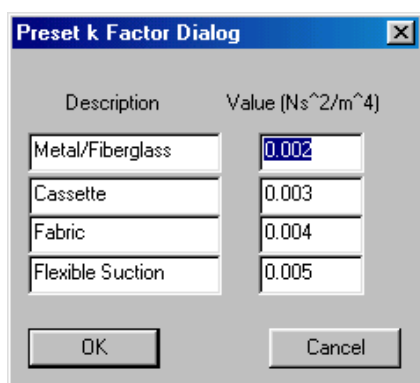 Preset k Factor Dialog
Description Value (Ns^2/m^4)
Metal/Fiberglass 0.002
Cassette 0.003
Fabric 0.004
Flexible Suction 0.005
OK Cancel